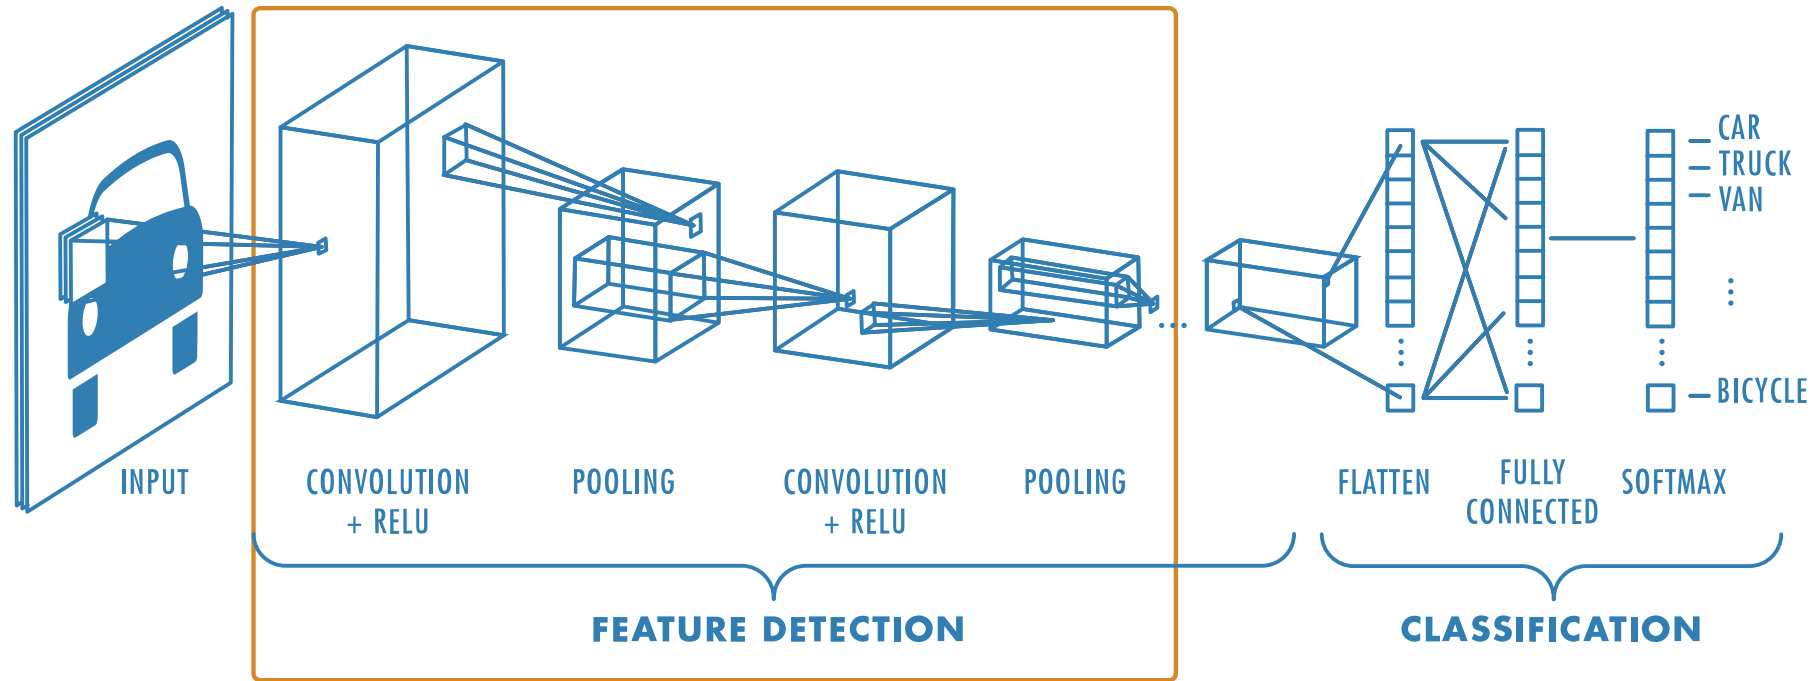 CAR
TRUCK
VAN
BICYCLE
INPUT
CONVOLUTION
+ RELU
POOLING
CONVOLUTION
+ RELU
POOLING
FLATTEN
FULLY
CONNECTED
SOFTMAX
FEATURE DETECTION
CLASSIFICATION